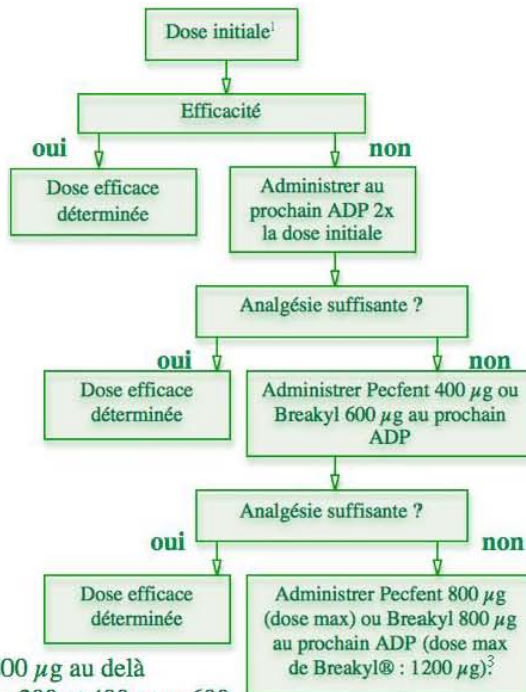 Dose initiale¹
Efficacité
oui
non
Dose efficace
déterminée
Administrer au
prochain ADP 2x
la dose initiale
Analgésie suffisante ?
oui
non
Dose efficace
déterminée
Administrer Pecfent 400 µg ou
Breakyl 600 µg au prochain
ADP
Analgésie suffisante ?
oui
non
Dose efficace
déterminée
Administrer Pecfent 800 µg
(dose max) ou Breakyl 800 µg
au prochain ADP (dose max
de Breakyl® : 1200 µg).³
00 µg au delà